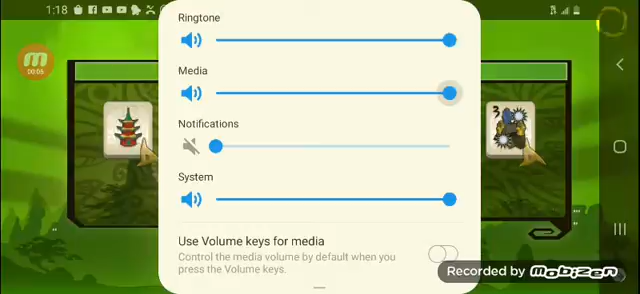 1:18
Ringtone
00:05
Media
3
Notifications
System
Use Volume keys for media
Control the media volume by default when you
press the Volume keys.
Recorded by MOBIZEN